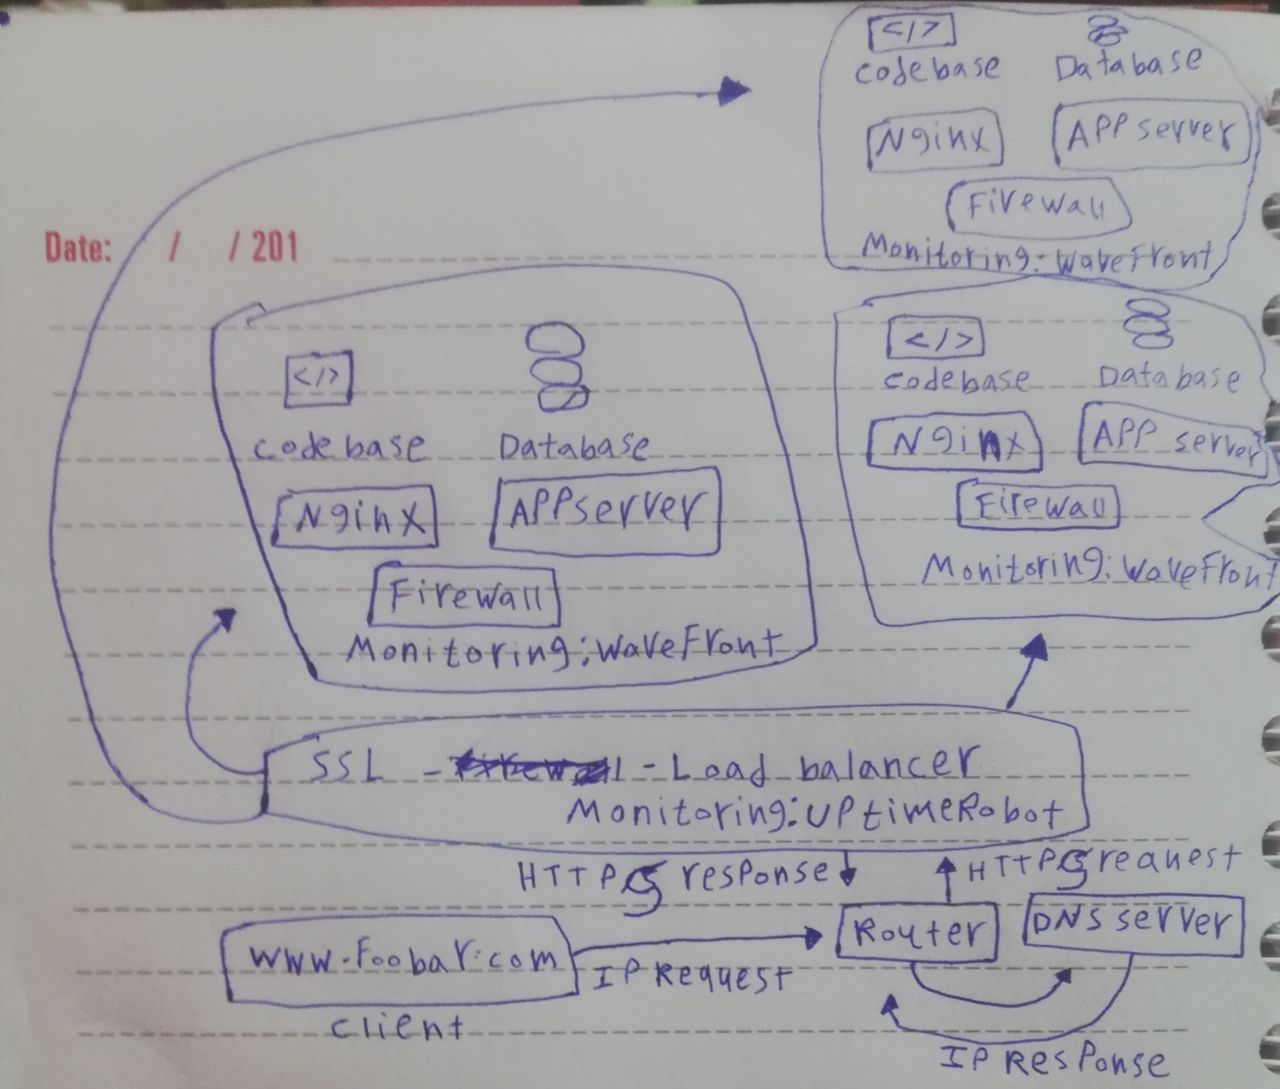 </>
codebase Database
Nginx APP server
Firewall
Monitoring:-WaveFront
Date: / / 201
</>
codebase Database
Nginx APPserver
Firewall
Monitoring:WaveFront
</>
codebase Database
Nginx APP server
Firewall
Monitoring:WaveFront
SSL - - Load balancer
Monitoring:UPtimeRobot
HTTPS response HTTPS request
www.Foobar.com Router DNS server
IP Request
client
IP Response